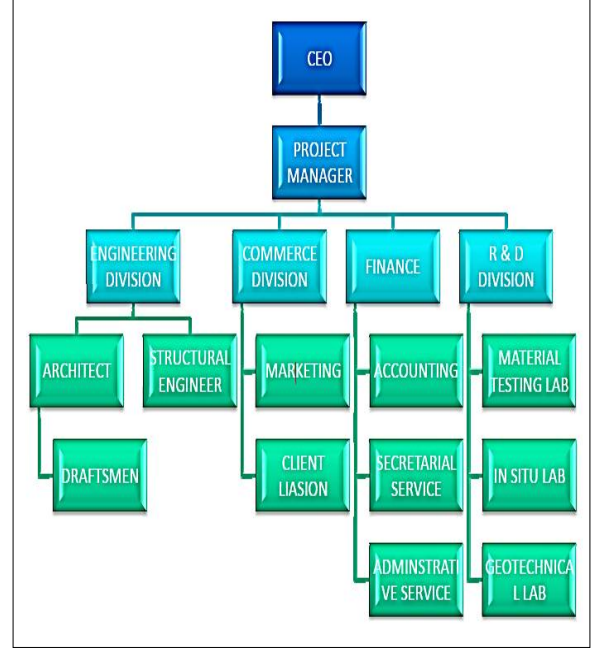 CEO
PROJECT
MANAGER
ENGINEERING
DIVISION
COMMERCE
DIVISION
FINANCE
R & D
DIVISION
ARCHITECT
STRUCTURAL
ENGINEER
MARKETING
ACCOUNTING
MATERIAL
TESTING LAB
DRAFTSMEN
CLIENT
LIASION
SECRETARIAL
SERVICE
IN SITU LAB
ADMINSTRATI
VE SERVICE
GEOTECHNICA
L LAB